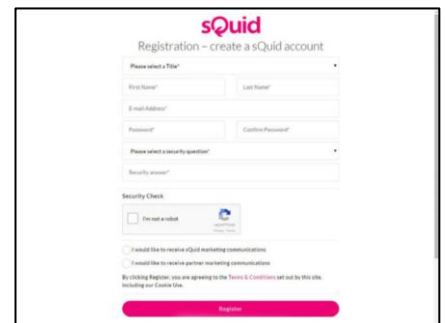 sQuid
Registration – create a sQuid account
Please select a Title*
First Name* Last Name*
E-mail Address*
Password* Confirm Password*
Please select a security question*
Security answer*
Security Check
I'm not a robot
reCAPTCHA
Privacy - Terms
I would like to receive sQuid marketing communications
I would like to receive partner marketing communications
By clicking Register, you are agreeing to the Terms & Conditions set out by this site,
including our Cookie Use.
Register